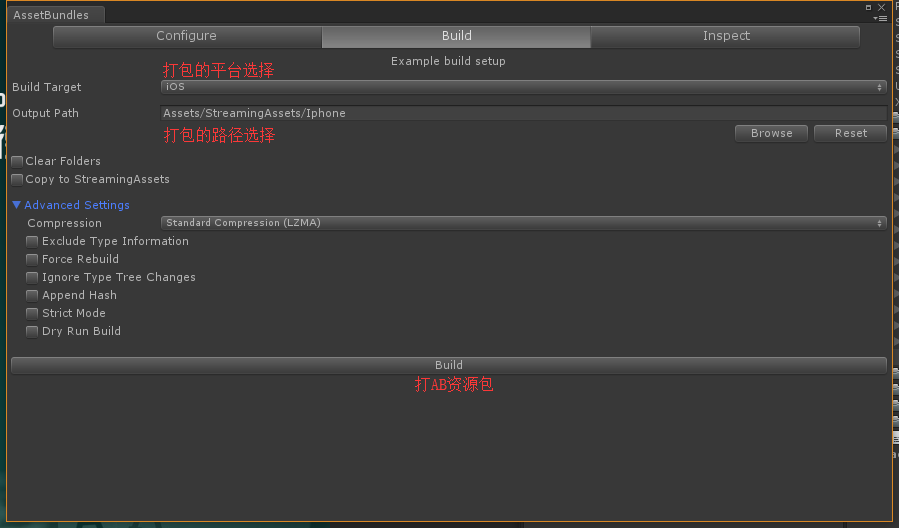 AssetBundles
Configure Build Inspect
Example build setup
打包的平台选择
Build Target iOS
Output Path Assets/StreamingAssets/Iphone
打包的路径选择
Browse Reset
Clear Folders
Copy to StreamingAssets
Advanced Settings
Compression Standard Compression (LZMA)
Exclude Type Information
Force Rebuild
Ignore Type Tree Changes
Append Hash
Strict Mode
Dry Run Build
Build
打AB资源包